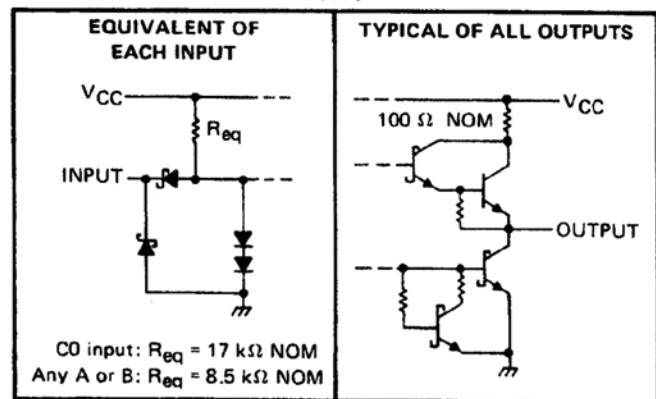 EQUIVALENT OF
EACH INPUT
VCC
Req
INPUT
C0 input: Req = 17 kΩ NOM
Any A or B: Req = 8.5 kΩ NOM
TYPICAL OF ALL OUTPUTS
VCC
100 Ω NOM
OUTPUT